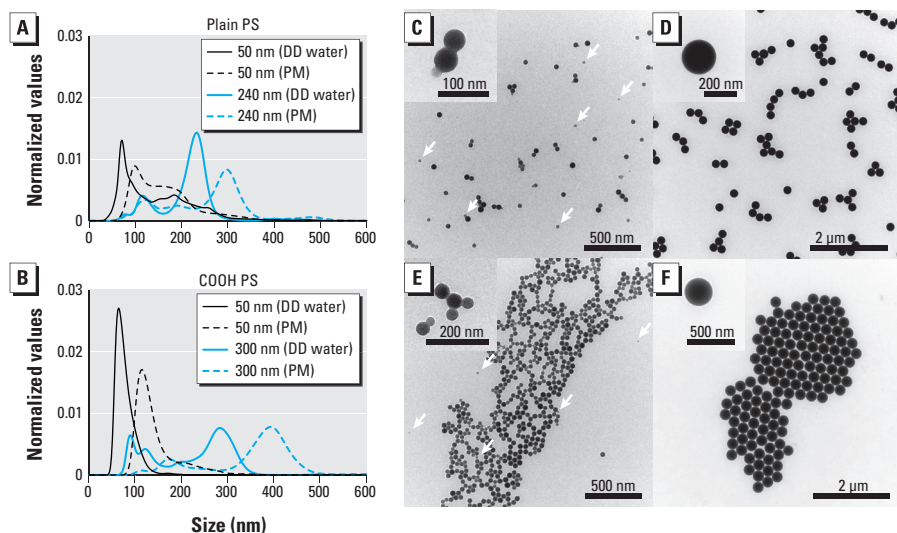 A
Plain PS
Normalized values
0.03
0.02
0.01
0
50 nm (DD water)
50 nm (PM)
240 nm (DD water)
240 nm (PM)
0 100 200 300 400 500 600
B
COOH PS
Normalized values
0.03
0.02
0.01
0
50 nm (DD water)
50 nm (PM)
300 nm (DD water)
300 nm (PM)
0 100 200 300 400 500 600
Size (nm)
C
100 nm
500 nm
D
200 nm
2 µm
E
200 nm
500 nm
F
500 nm
2 µm